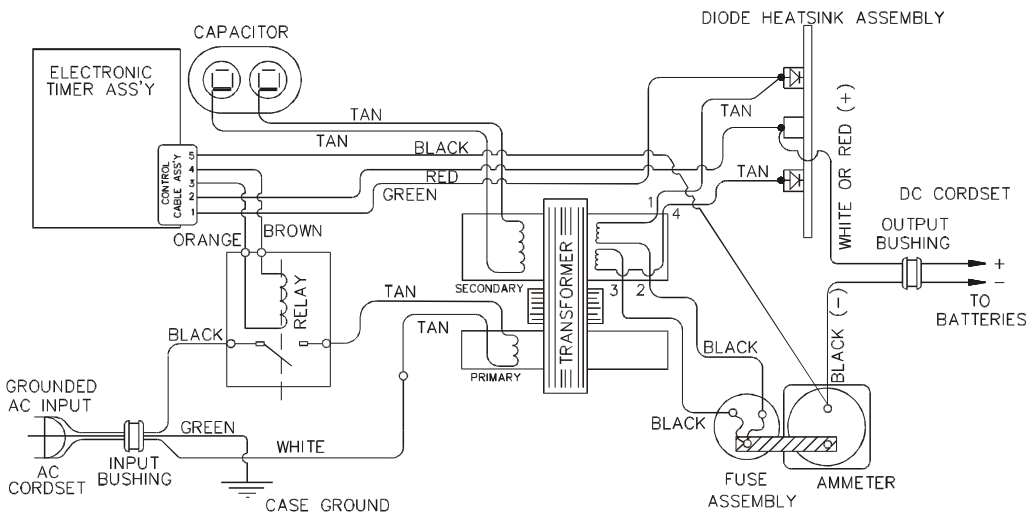 DIODE HEATSINK ASSEMBLY
CAPACITOR
ELECTRONIC
TIMER ASS'Y
TAN
TAN
TAN
CONTROL
CABLE ASS'Y
5
4
3
2
1
BLACK
RED
GREEN
TAN
WHITE OR RED (+)
DC CORDSET
OUTPUT
BUSHING
+
−
TO
BATTERIES
ORANGE
BROWN
1
4
SECONDARY
3
2
TRANSFORMER
RELAY
TAN
TAN
BLACK
PRIMARY
BLACK
BLACK
BLACK (−)
GROUNDED
AC INPUT
GREEN
WHITE
AC
CORDSET
INPUT
BUSHING
CASE GROUND
FUSE
ASSEMBLY
AMMETER